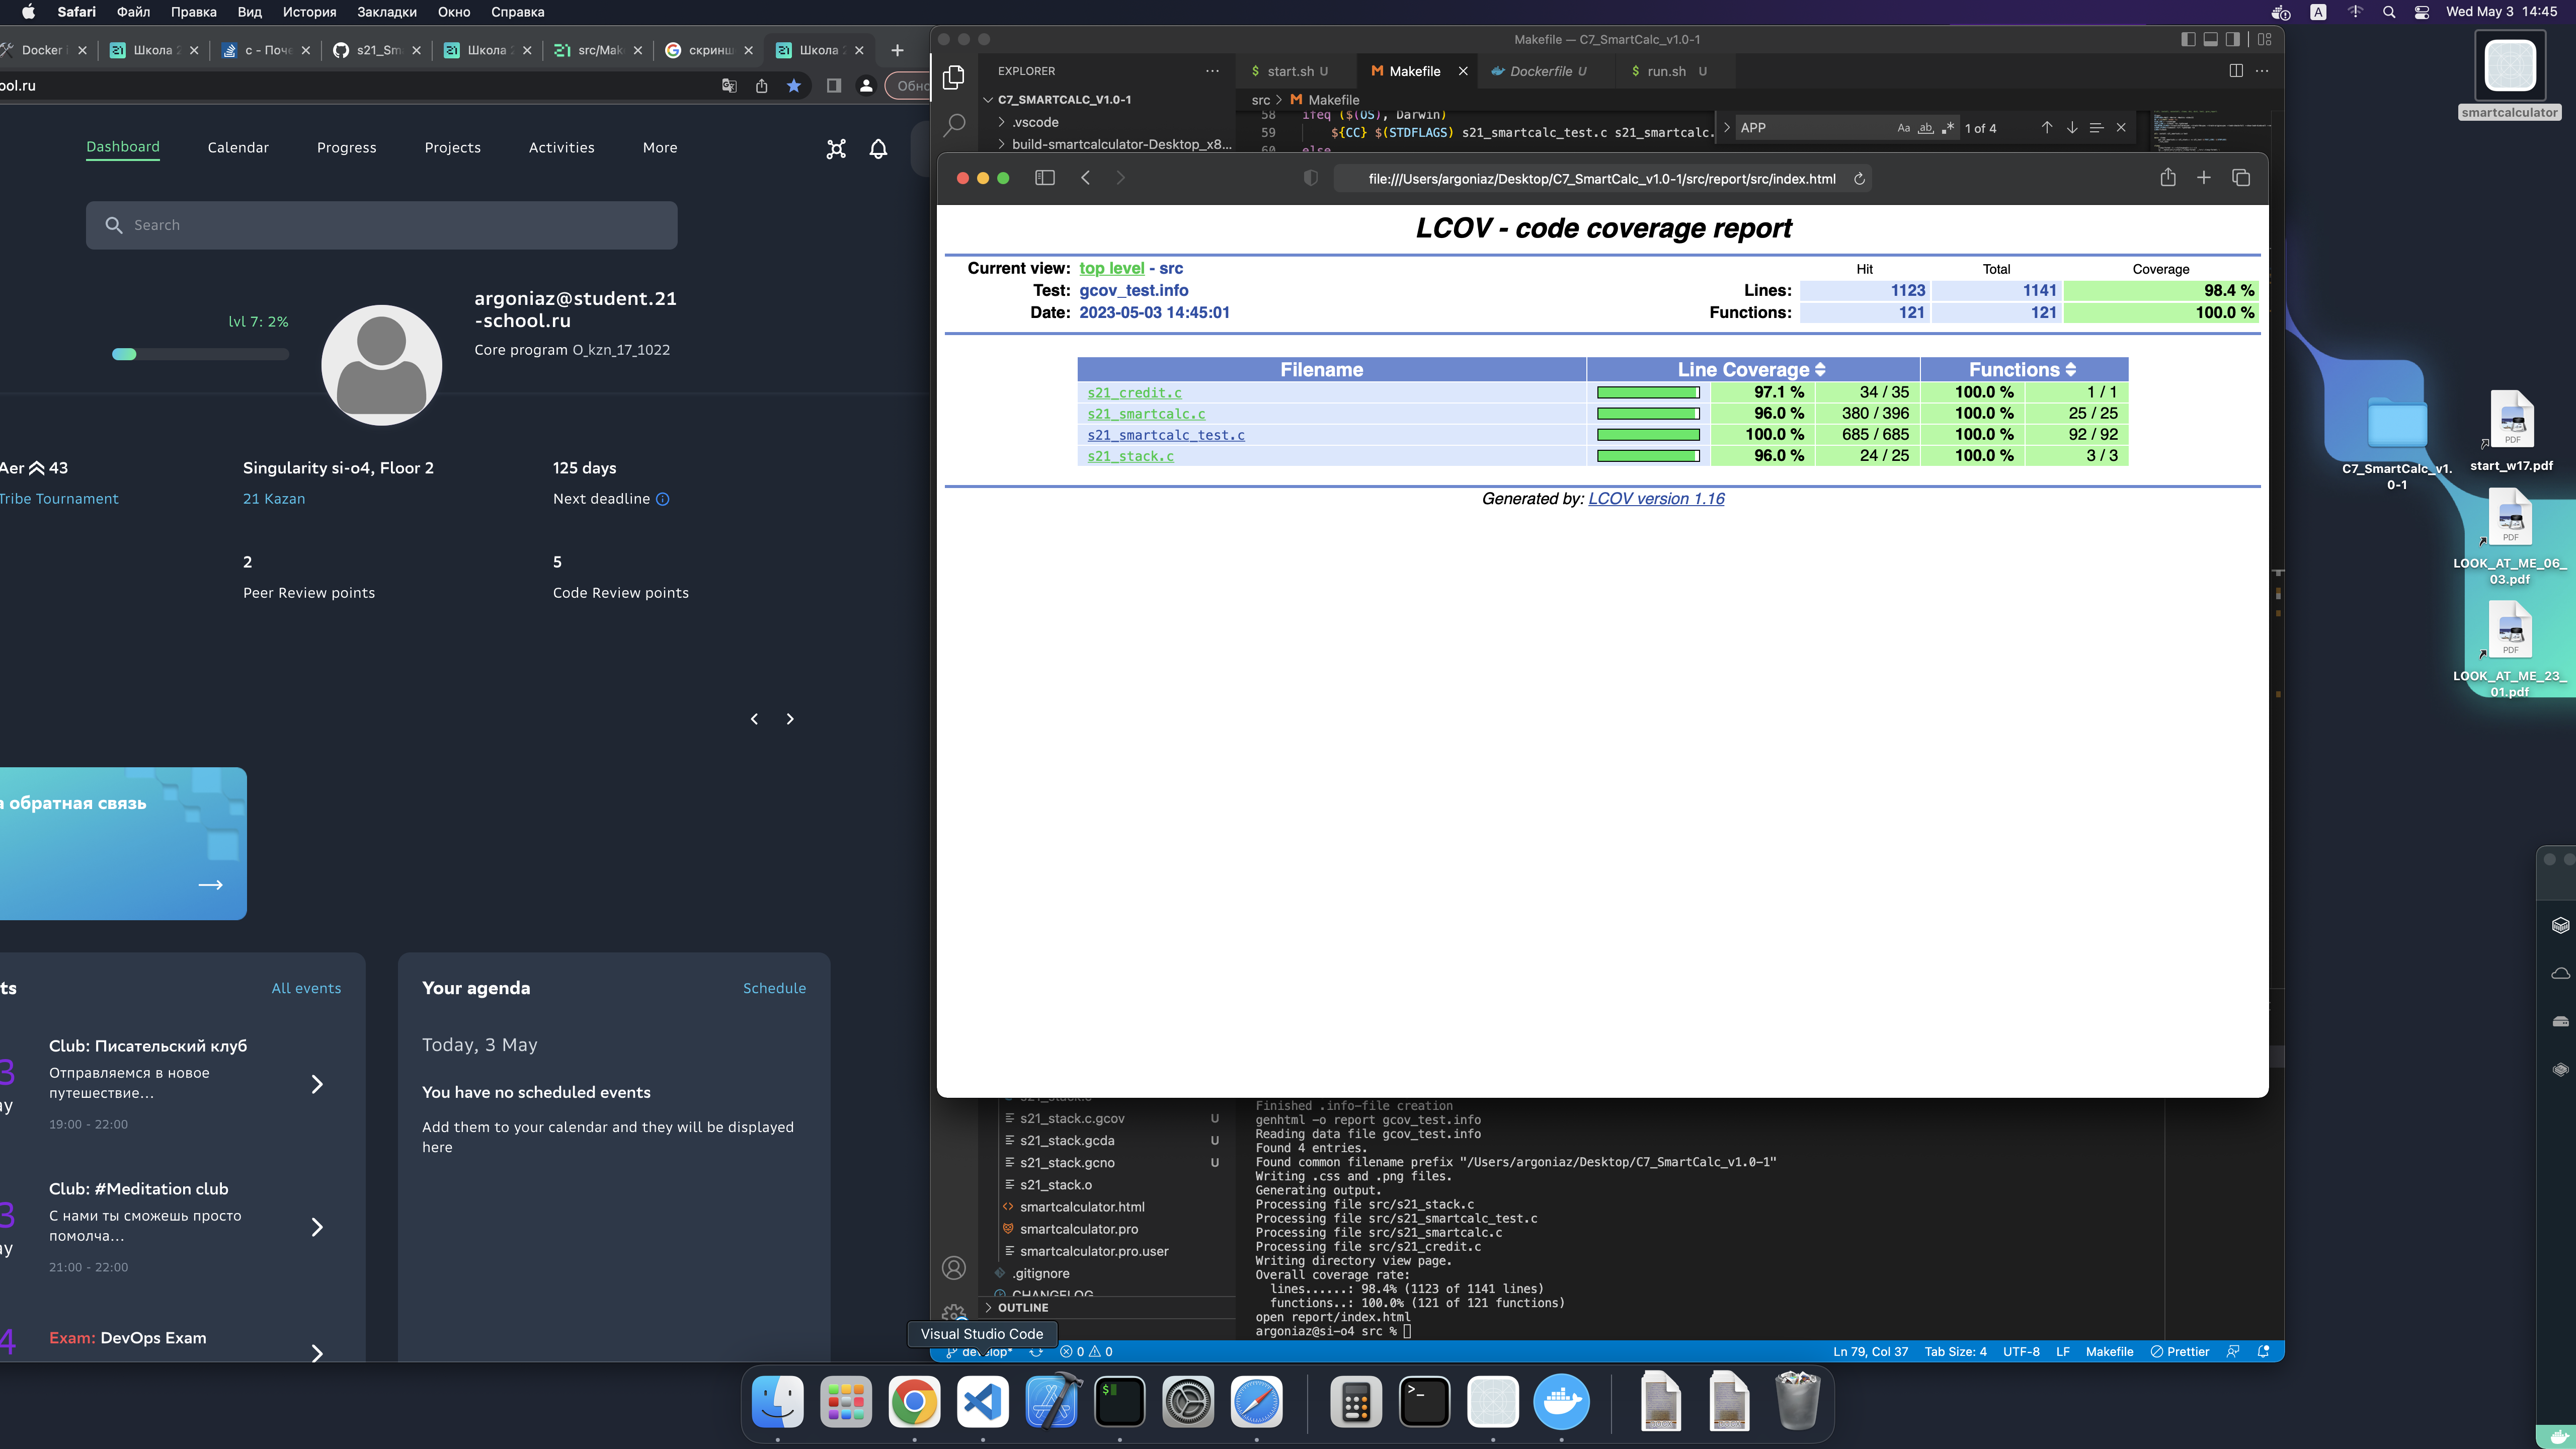 Safari Файл Правка Вид История Закладки Окно Справка
A Wed May 3 14:45
Docker
Школа 2
c - Поче
s21_Sm
Школа 2
src/Mak
скринш
Школа 2
ool.ru
Обно
Dashboard Calendar Progress Projects Activities More
Search
lvl 7: 2%
argoniaz@student.21
-school.ru
Core program O_kzn_17_1022
Aer 43
Tribe Tournament
Singularity si-o4, Floor 2
21 Kazan
125 days
Next deadline
2
Peer Review points
5
Code Review points
а обратная связь
ts
All events
3
ay
Club: Писательский клуб
Отправляемся в новое
путешествие...
19:00 - 22:00
3
ay
Club: #Meditation club
С нами ты сможешь просто
помолча...
21:00 - 22:00
4
Exam: DevOps Exam
Your agenda
Schedule
Today, 3 May
You have no scheduled events
Add them to your calendar and they will be displayed
here
Makefile — C7_SmartCalc_v1.0-1
EXPLORER
C7_SMARTCALC_V1.0-1
.vscode
build-smartcalculator-Desktop_x8...
$ start.sh U
M Makefile
Dockerfile U
$ run.sh U
src > M Makefile
58 ifeq ($(OS), Darwin)
59 ${CC} $(STDFLAGS) s21_smartcalc_test.c s21_smartcalc.
60 else
APP
Aa ab 1 of 4
file:///Users/argoniaz/Desktop/C7_SmartCalc_v1.0-1/src/report/src/index.html
LCOV - code coverage report
Current view: top level - src
Test: gcov_test.info
Date: 2023-05-03 14:45:01
Hit Total Coverage
Lines: 1123 1141 98.4 %
Functions: 121 121 100.0 %
Filename Line Coverage Functions
s21_credit.c 97.1 % 34 / 35 100.0 % 1 / 1
s21_smartcalc.c 96.0 % 380 / 396 100.0 % 25 / 25
s21_smartcalc_test.c 100.0 % 685 / 685 100.0 % 92 / 92
s21_stack.c 96.0 % 24 / 25 100.0 % 3 / 3
Generated by: LCOV version 1.16
s21_stack.c
s21_stack.c.gcov U
s21_stack.gcda U
s21_stack.gcno U
s21_stack.o
smartcalculator.html
smartcalculator.pro
smartcalculator.pro.user
.gitignore
CHANGELOG
OUTLINE
Finished .info-file creation
genhtml -o report gcov_test.info
Reading data file gcov_test.info
Found 4 entries.
Found common filename prefix "/Users/argoniaz/Desktop/C7_SmartCalc_v1.0-1"
Writing .css and .png files.
Generating output.
Processing file src/s21_stack.c
Processing file src/s21_smartcalc_test.c
Processing file src/s21_smartcalc.c
Processing file src/s21_credit.c
Writing directory view page.
Overall coverage rate:
lines......: 98.4% (1123 of 1141 lines)
functions..: 100.0% (121 of 121 functions)
open report/index.html
argoniaz@si-o4 src %
Visual Studio Code
develop* 0 0
Ln 79, Col 37 Tab Size: 4 UTF-8 LF Makefile Prettier
smartcalculator
C7_SmartCalc_v1.
0-1
PDF
start_w17.pdf
PDF
LOOK_AT_ME_06_
03.pdf
PDF
LOOK_AT_ME_23_
01.pdf